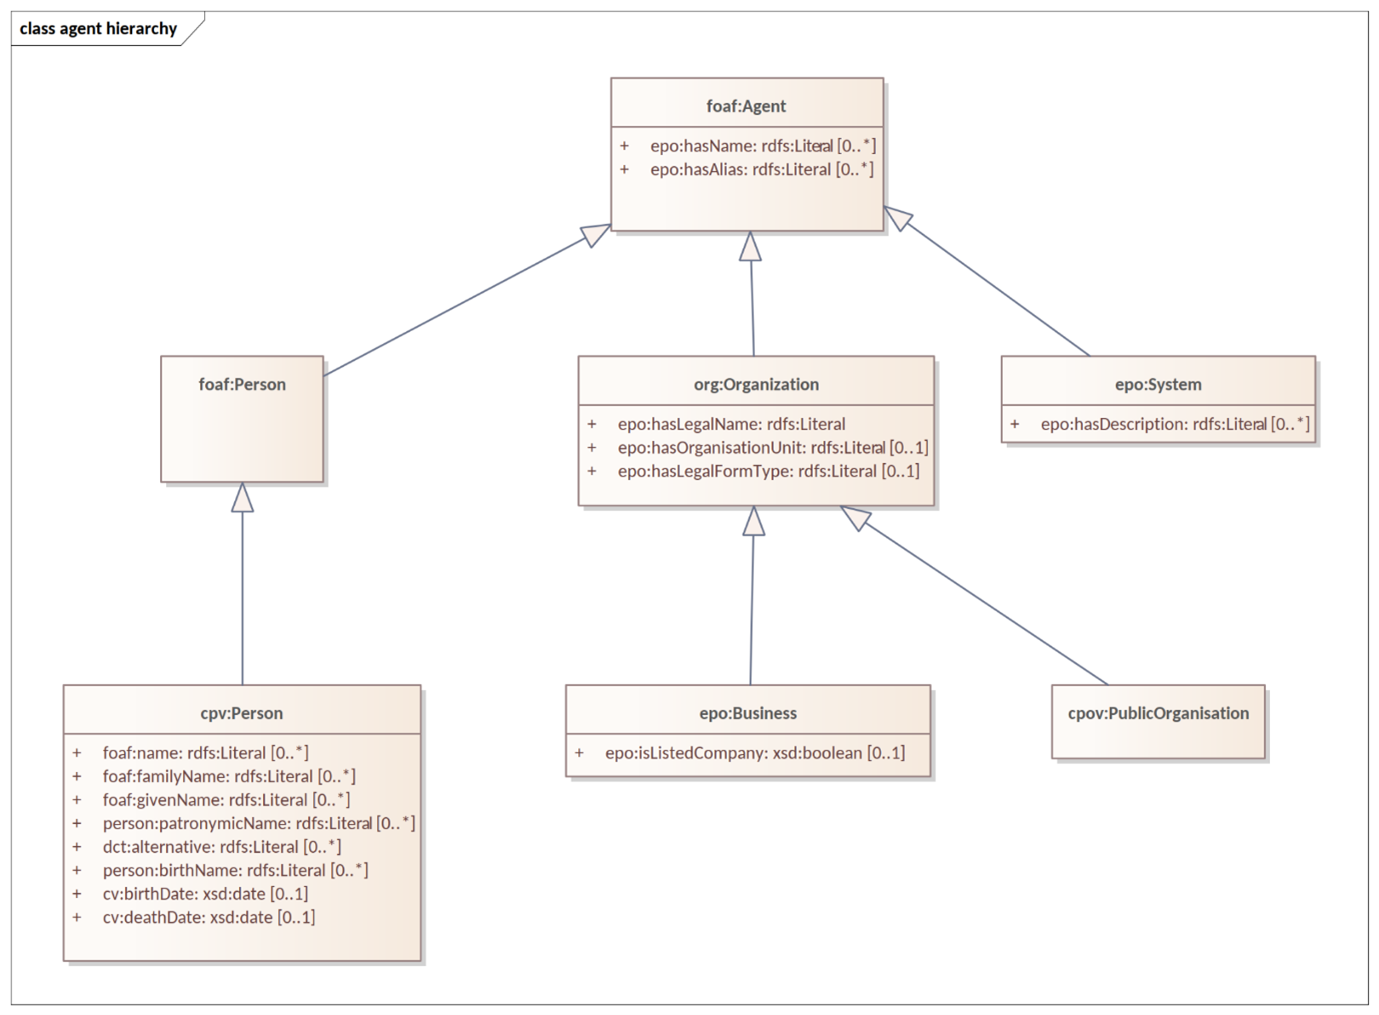 class agent hierarchy
foaf:Agent
+ epo:hasName: rdfs:Literal [0..*]
+ epo:hasAlias: rdfs:Literal [0..*]
foaf:Person
org:Organization
+ epo:hasLegalName: rdfs:Literal
+ epo:hasOrganisationUnit: rdfs:Literal [0..1]
+ epo:hasLegalFormType: rdfs:Literal [0..1]
epo:System
+ epo:hasDescription: rdfs:Literal [0..*]
cpv:Person
+ foaf:name: rdfs:Literal [0..*]
+ foaf:familyName: rdfs:Literal [0..*]
+ foaf:givenName: rdfs:Literal [0..*]
+ person:patronymicName: rdfs:Literal [0..*]
+ dct:alternative: rdfs:Literal [0..*]
+ person:birthName: rdfs:Literal [0..*]
+ cv:birthDate: xsd:date [0..1]
+ cv:deathDate: xsd:date [0..1]
epo:Business
+ epo:isListedCompany: xsd:boolean [0..1]
cpov:PublicOrganisation